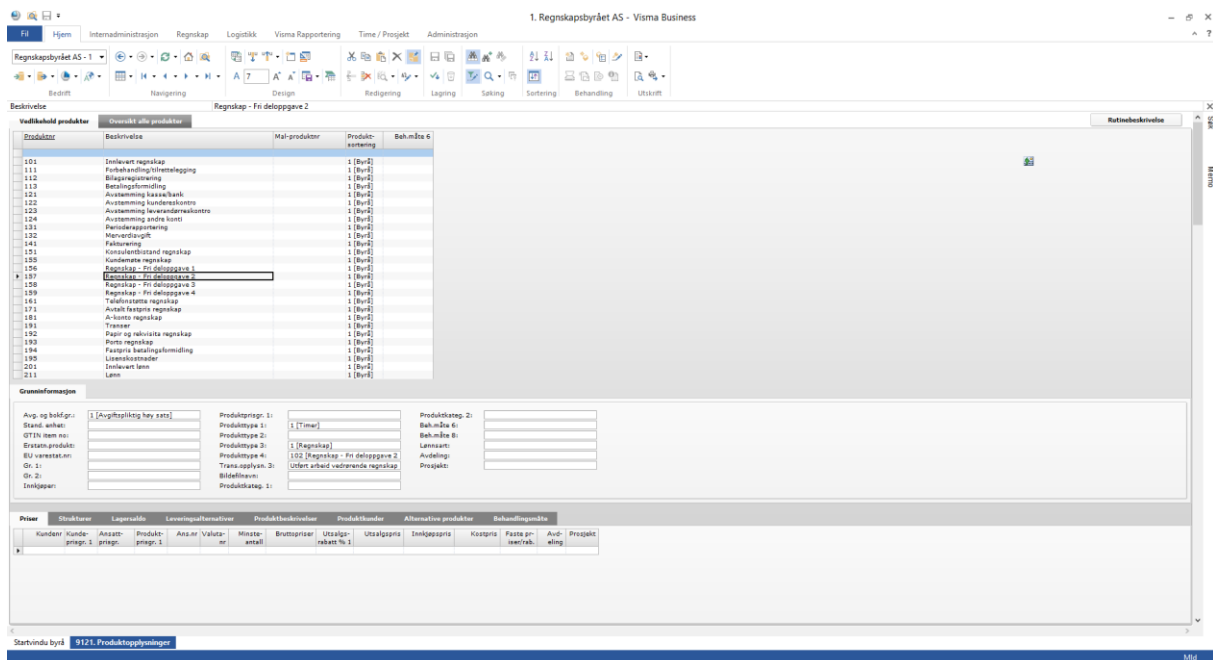 1. Regnskapsbyrået AS - Visma Business
Fil Hjem Internadministrasjon Regnskap Logistikk Visma Rapportering Time / Prosjekt Administrasjon
Regnskapsbyrået AS - 1
A 7
Bedrift Navigering Design Redigering Lagring Søking Sortering Behandling Utskrift
Beskrivelse Regnskap - Fri deloppgave 2
Søk
Memo
Vedlikehold produkter Oversikt alle produkter Rutinebeskrivelse
Produktnr Beskrivelse Mal-produktnr Produkt-sortering Beh.måte 6
101 Innlevert regnskap 1 [Byrå]
111 Forbehandling/tilrettelegging 1 [Byrå]
112 Bilagsregistrering 1 [Byrå]
113 Betalingsformidling 1 [Byrå]
121 Avstemming kasse/bank 1 [Byrå]
122 Avstemming kundereskontro 1 [Byrå]
123 Avstemming leverandørreskontro 1 [Byrå]
124 Avstemming andre konti 1 [Byrå]
131 Perioderapportering 1 [Byrå]
132 Merverdiavgift 1 [Byrå]
141 Fakturering 1 [Byrå]
151 Konsulentbistand regnskap 1 [Byrå]
155 Kundemøte regnskap 1 [Byrå]
156 Regnskap - Fri deloppgave 1 1 [Byrå]
157 Regnskap - Fri deloppgave 2 1 [Byrå]
158 Regnskap - Fri deloppgave 3 1 [Byrå]
159 Regnskap - Fri deloppgave 4 1 [Byrå]
161 Telefonstøtte regnskap 1 [Byrå]
171 Avtalt fastpris regnskap 1 [Byrå]
181 A-konto regnskap 1 [Byrå]
191 Transer 1 [Byrå]
192 Papir og rekvisita regnskap 1 [Byrå]
193 Porto regnskap 1 [Byrå]
194 Fastpris betalingsformidling 1 [Byrå]
195 Lisenskostnader 1 [Byrå]
201 Innlevert lønn 1 [Byrå]
211 Lønn 1 [Byrå]
Grunninformasjon
Avg. og bokf.gr.: 1 [Avgiftspliktig høy sats] Produktprisgr. 1: Produktkateg. 2:
Stand. enhet: Produkttype 1: 1 [Timer] Beh.måte 6:
GTIN item no: Produkttype 2: Beh.måte 8:
Erstatn.produkt: Produkttype 3: 1 [Regnskap] Lønnsart:
EU varestat.nr: Produkttype 4: 102 [Regnskap - Fri deloppgave 2 Avdeling:
Gr. 1: Trans.opplysn. 3: Utført arbeid vedrørende regnskap Prosjekt:
Gr. 2: Bildefilnavn:
Innkjøper: Produktkateg. 1:
Priser Strukturer Lagersaldo Leveringsalternativer Produktbeskrivelser Produktkunder Alternative produkter Behandlingsmåte
Kundenr Kunde- Ansatt- Produkt- Ans.nr Valuta- Minste- Bruttopriser Utsalgs- Utsalgspris Innkjøpspris Kostpris Faste pr- Avd- Prosjekt
prisgr. 1 prisgr. prisgr. 1 nr antall rabatt % 1 iser/rab. eling
Startvindu byrå 9121. Produktopplysninger
Mld